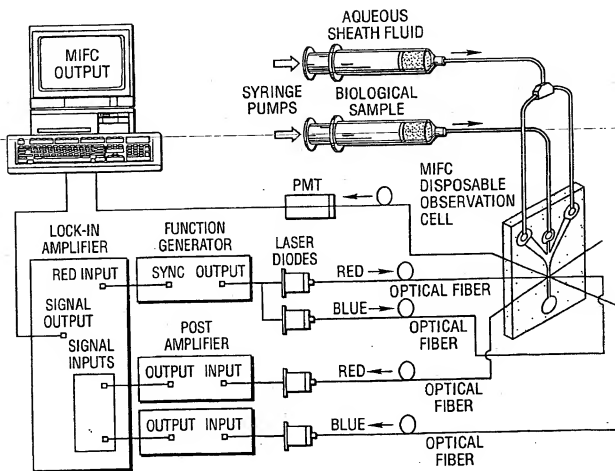 MIFC
OUTPUT
AQUEOUS
SHEATH FLUID
SYRINGE
PUMPS
BIOLOGICAL
SAMPLE
MIFC
DISPOSABLE
OBSERVATION
CELL
PMT
LOCK-IN
AMPLIFIER
FUNCTION
GENERATOR
LASER
DIODES
RED INPUT
SYNC OUTPUT
RED
OPTICAL FIBER
SIGNAL
OUTPUT
BLUE
OPTICAL
FIBER
POST
AMPLIFIER
SIGNAL
INPUTS
OUTPUT INPUT
RED
OPTICAL
FIBER
OUTPUT INPUT
BLUE
OPTICAL
FIBER